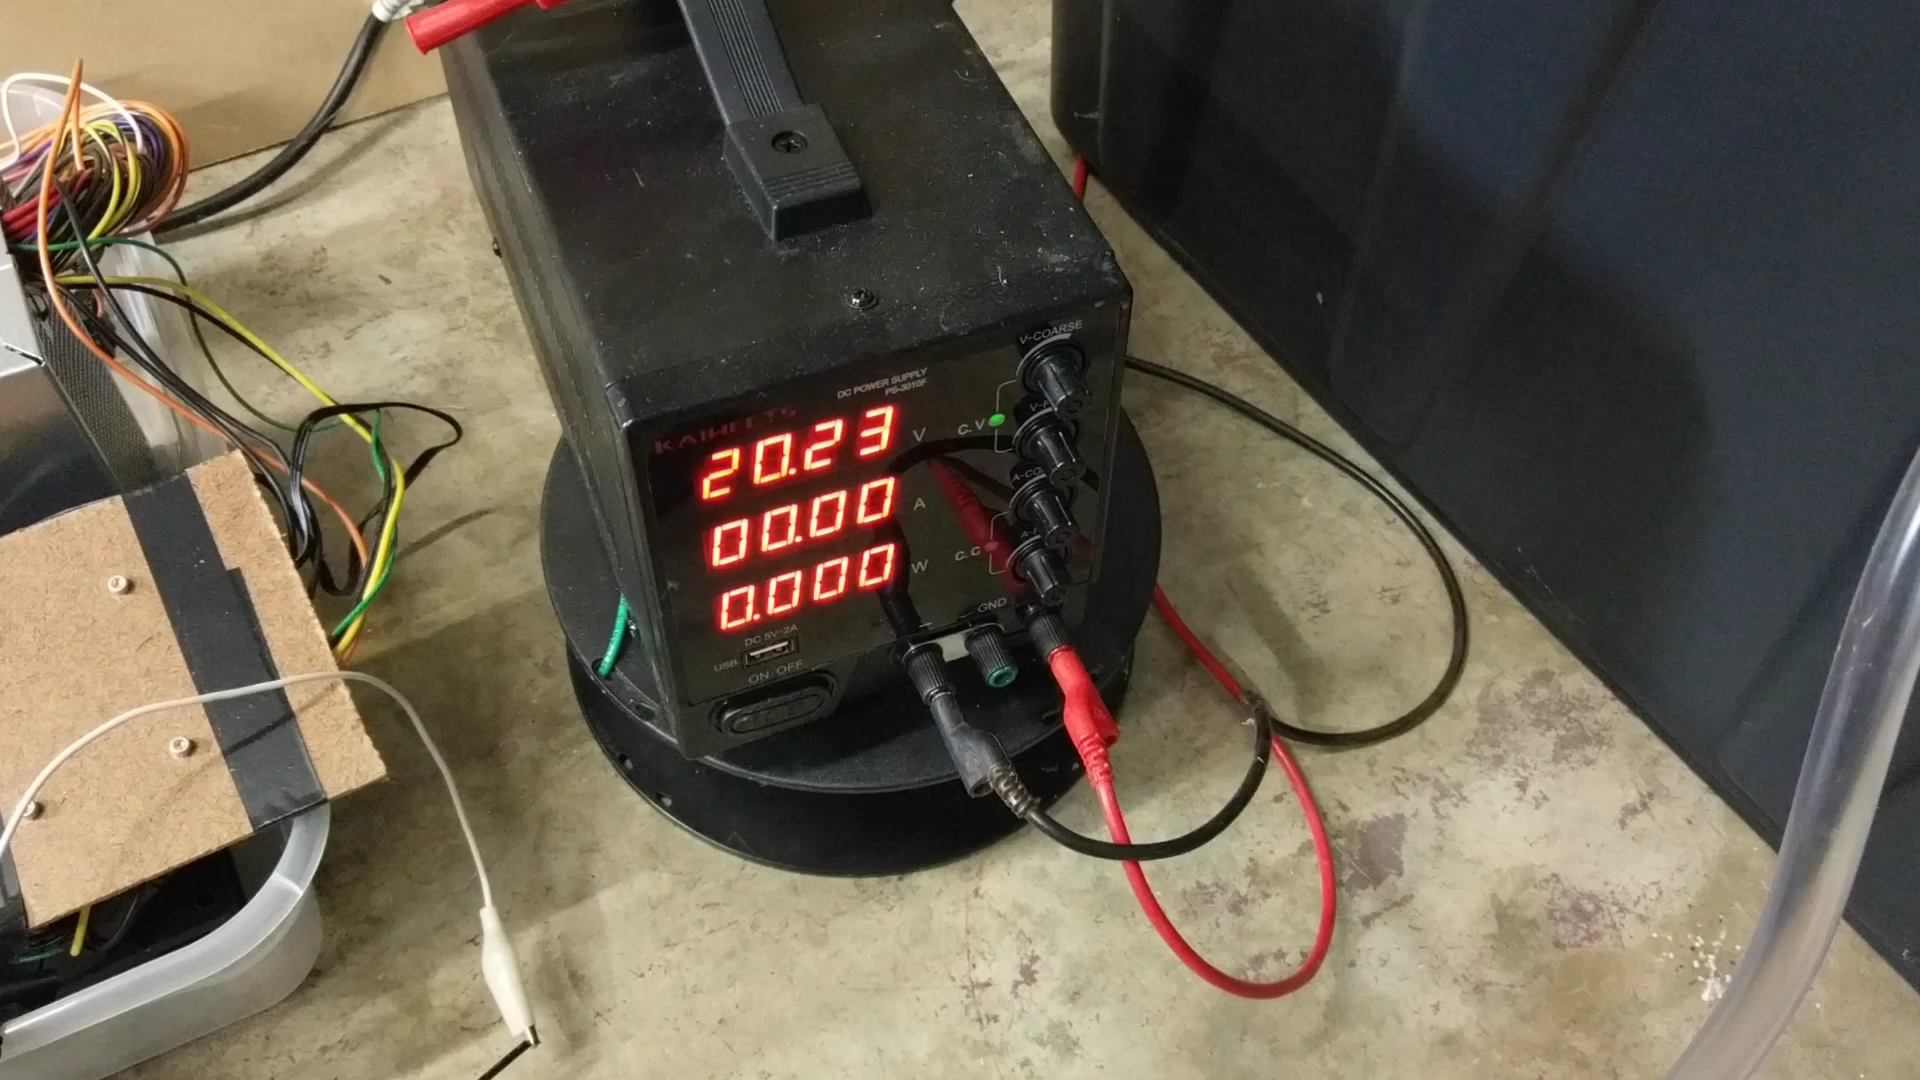 V-COARSE
DC POWER SUPPLY
PS-3010F
KAIWEETS
20.23 V
C.V
00.00 A
C.C
0.000 W
GND
DC 5V-2A
USB
ON/OFF